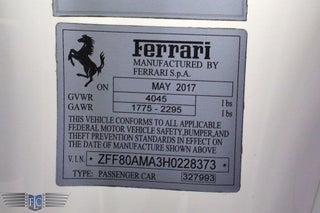 Ferrari
MANUFACTURED BY
FERRARI S.p.A.
ON MAY 2017
GVWR 4045 lbs
GAWR 1775 - 2295 lbs
THIS VEHICLE CONFORMS TO ALL APPLICABLE
FEDERAL MOTOR VEHICLE SAFETY, BUMPER, AND
THEFT PREVENTION STANDARDS IN EFFECT ON
THE DATE OF MANUFACTURE SHOWN ABOVE
V.I.N. ZFF80AMA3H0228373
TYPE: PASSENGER CAR 327993
FC